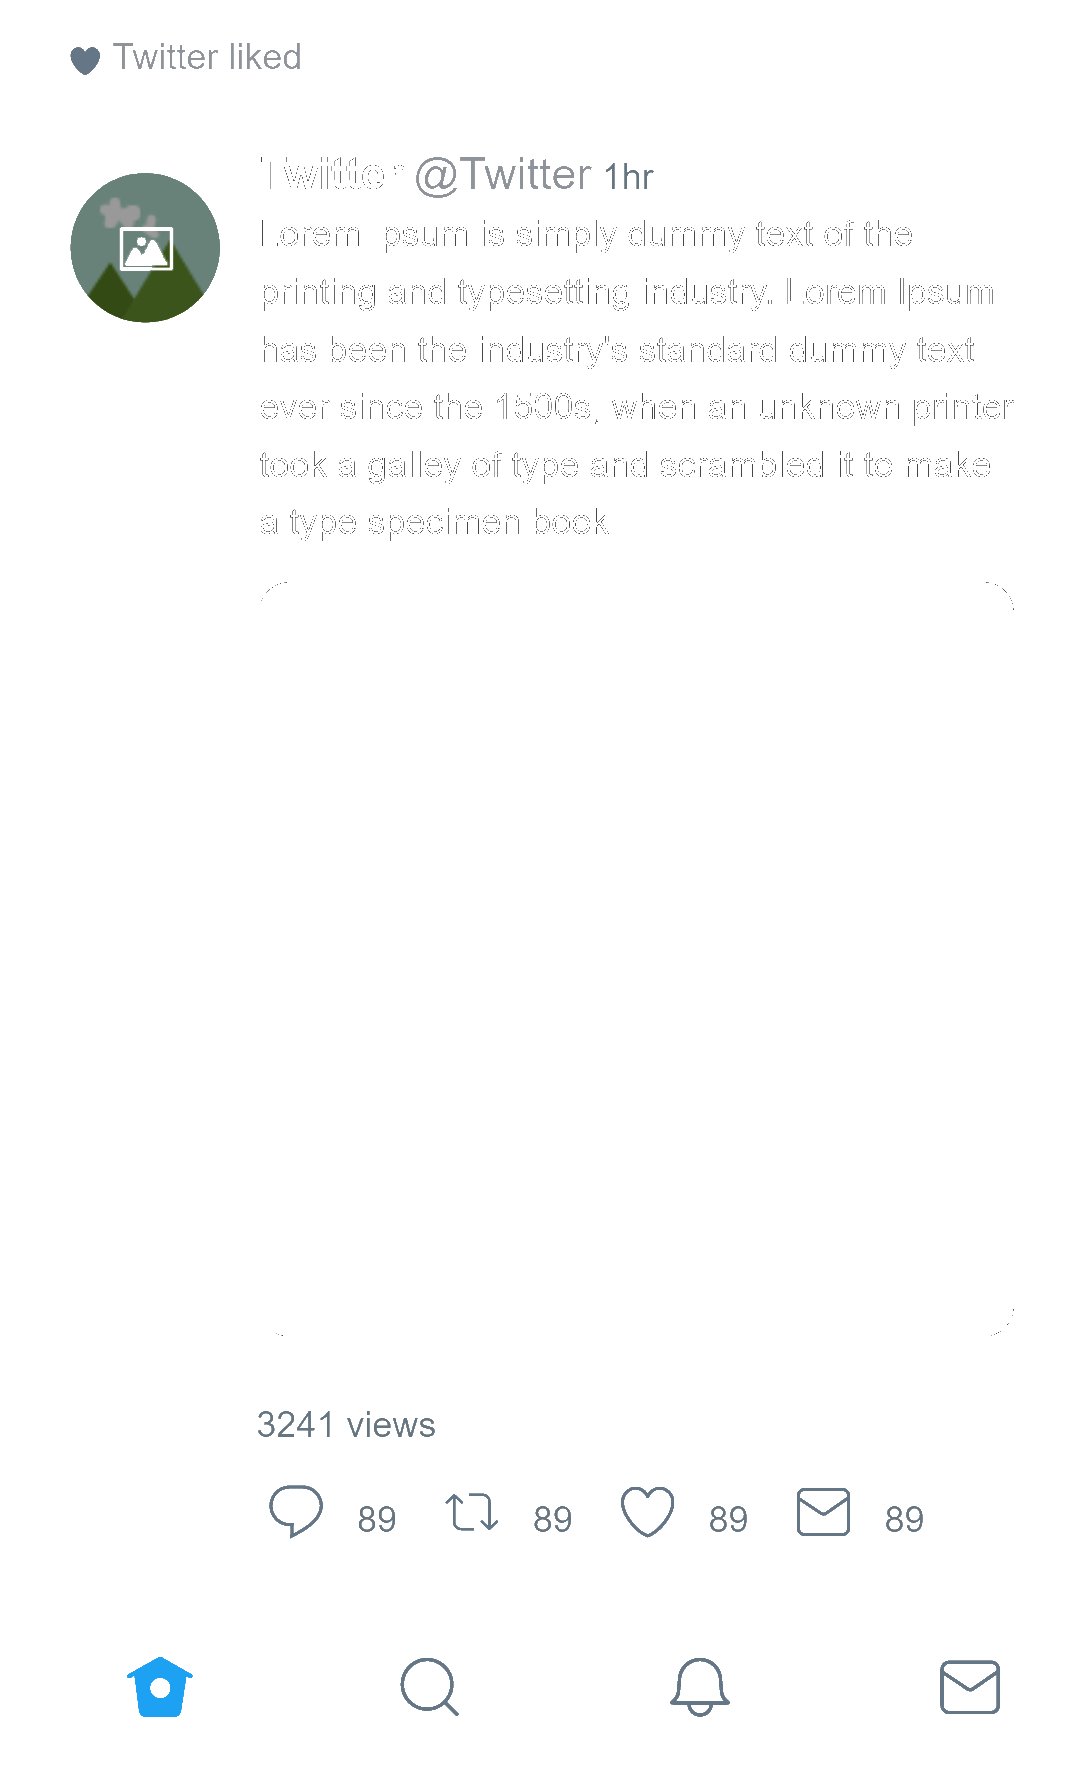 Twitter liked
Twitter @Twitter 1hr
Lorem Ipsum is simply dummy text of the
printing and typesetting industry. Lorem Ipsum
has been the industry's standard dummy text
ever since the 1500s, when an unknown printer
took a galley of type and scrambled it to make
a type specimen book
3241 views
89 89 89 89